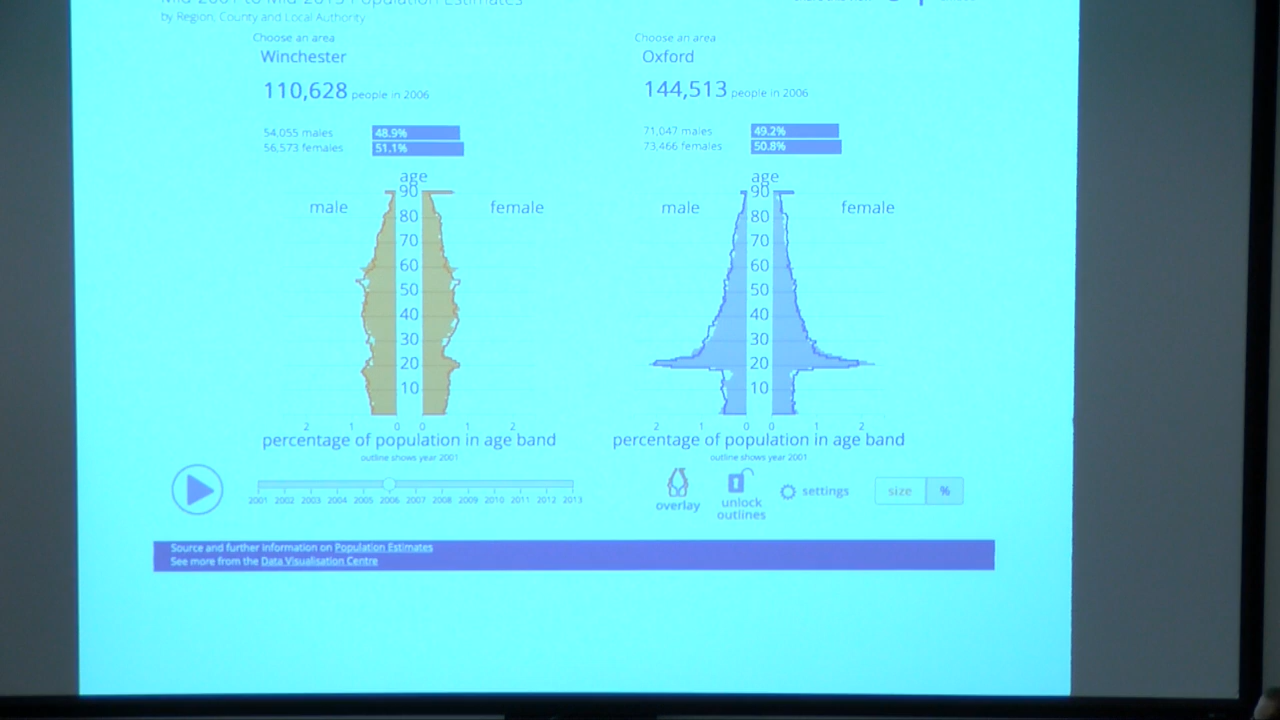 Mid-2001 to Mid-2013 Population Estimates
by Region, County and Local Authority
Choose an area
Winchester
110,628 people in 2006
54,055 males 48.9%
56,573 females 51.1%
age
male
female
90
80
70
60
50
40
30
20
10
2 1 0 0 1 2
percentage of population in age band
outline shows year 2001
Choose an area
Oxford
144,513 people in 2006
71,047 males 49.2%
73,466 females 50.8%
age
male
female
90
80
70
60
50
40
30
20
10
2 1 0 0 1 2
percentage of population in age band
outline shows year 2001
2001 2002 2003 2004 2005 2006 2007 2008 2009 2010 2011 2012 2013
overlay
unlock
outlines
settings
size %
Source and further information on Population Estimates
See more from the Data Visualisation Centre